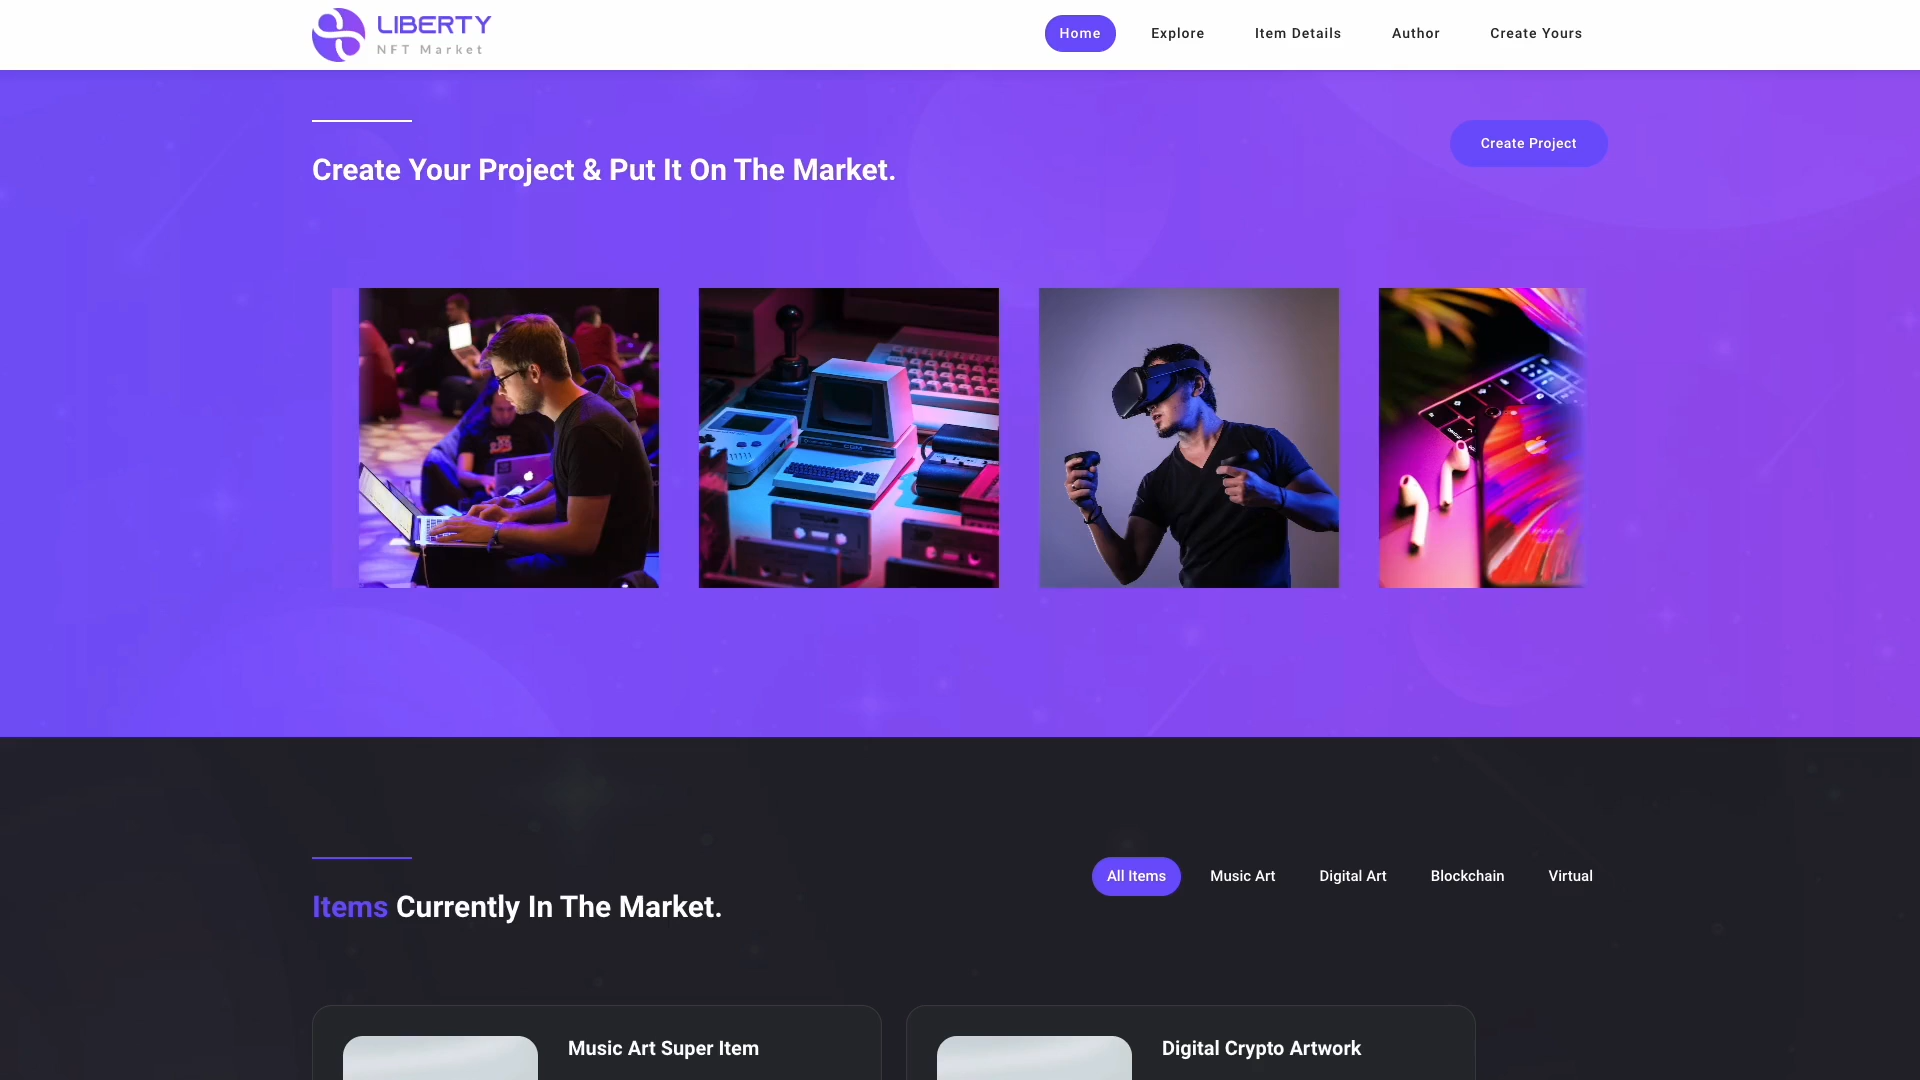 LIBERTY
NFT Market
Home
Explore
Item Details
Author
Create Yours
Create Your Project & Put It On The Market.
Create Project
All Items
Music Art
Digital Art
Blockchain
Virtual
Items Currently In The Market.
Music Art Super Item
Digital Crypto Artwork